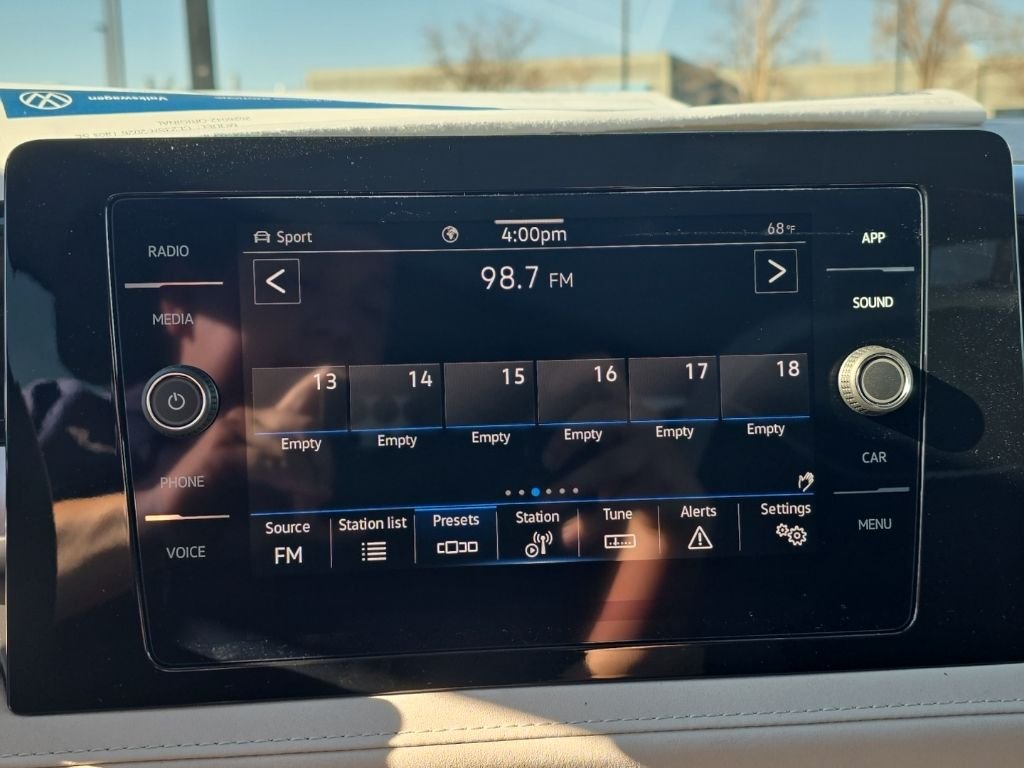 Volkswagen
RADIO
MEDIA
PHONE
VOICE
Sport
4:00pm
68°F
<
98.7 FM
>
13 14 15 16 17 18
Empty Empty Empty Empty Empty Empty
Source Station list Presets Station Tune Alerts Settings
FM
APP
SOUND
CAR
MENU